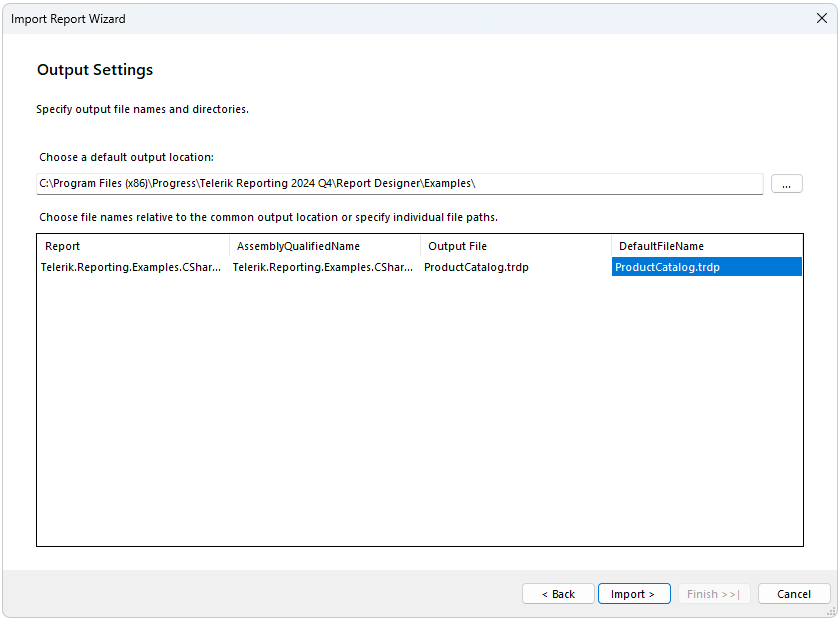 Import Report Wizard
Output Settings
Specify output file names and directories.
Choose a default output location:
C:\Program Files (x86)\Progress\Telerik Reporting 2024 Q4\Report Designer\Examples\
...
Choose file names relative to the common output location or specify individual file paths.
Report AssemblyQualifiedName Output File DefaultFileName
Telerik.Reporting.Examples.CShar... Telerik.Reporting.Examples.CShar... ProductCatalog.trdp ProductCatalog.trdp
< Back Import > Finish >>| Cancel